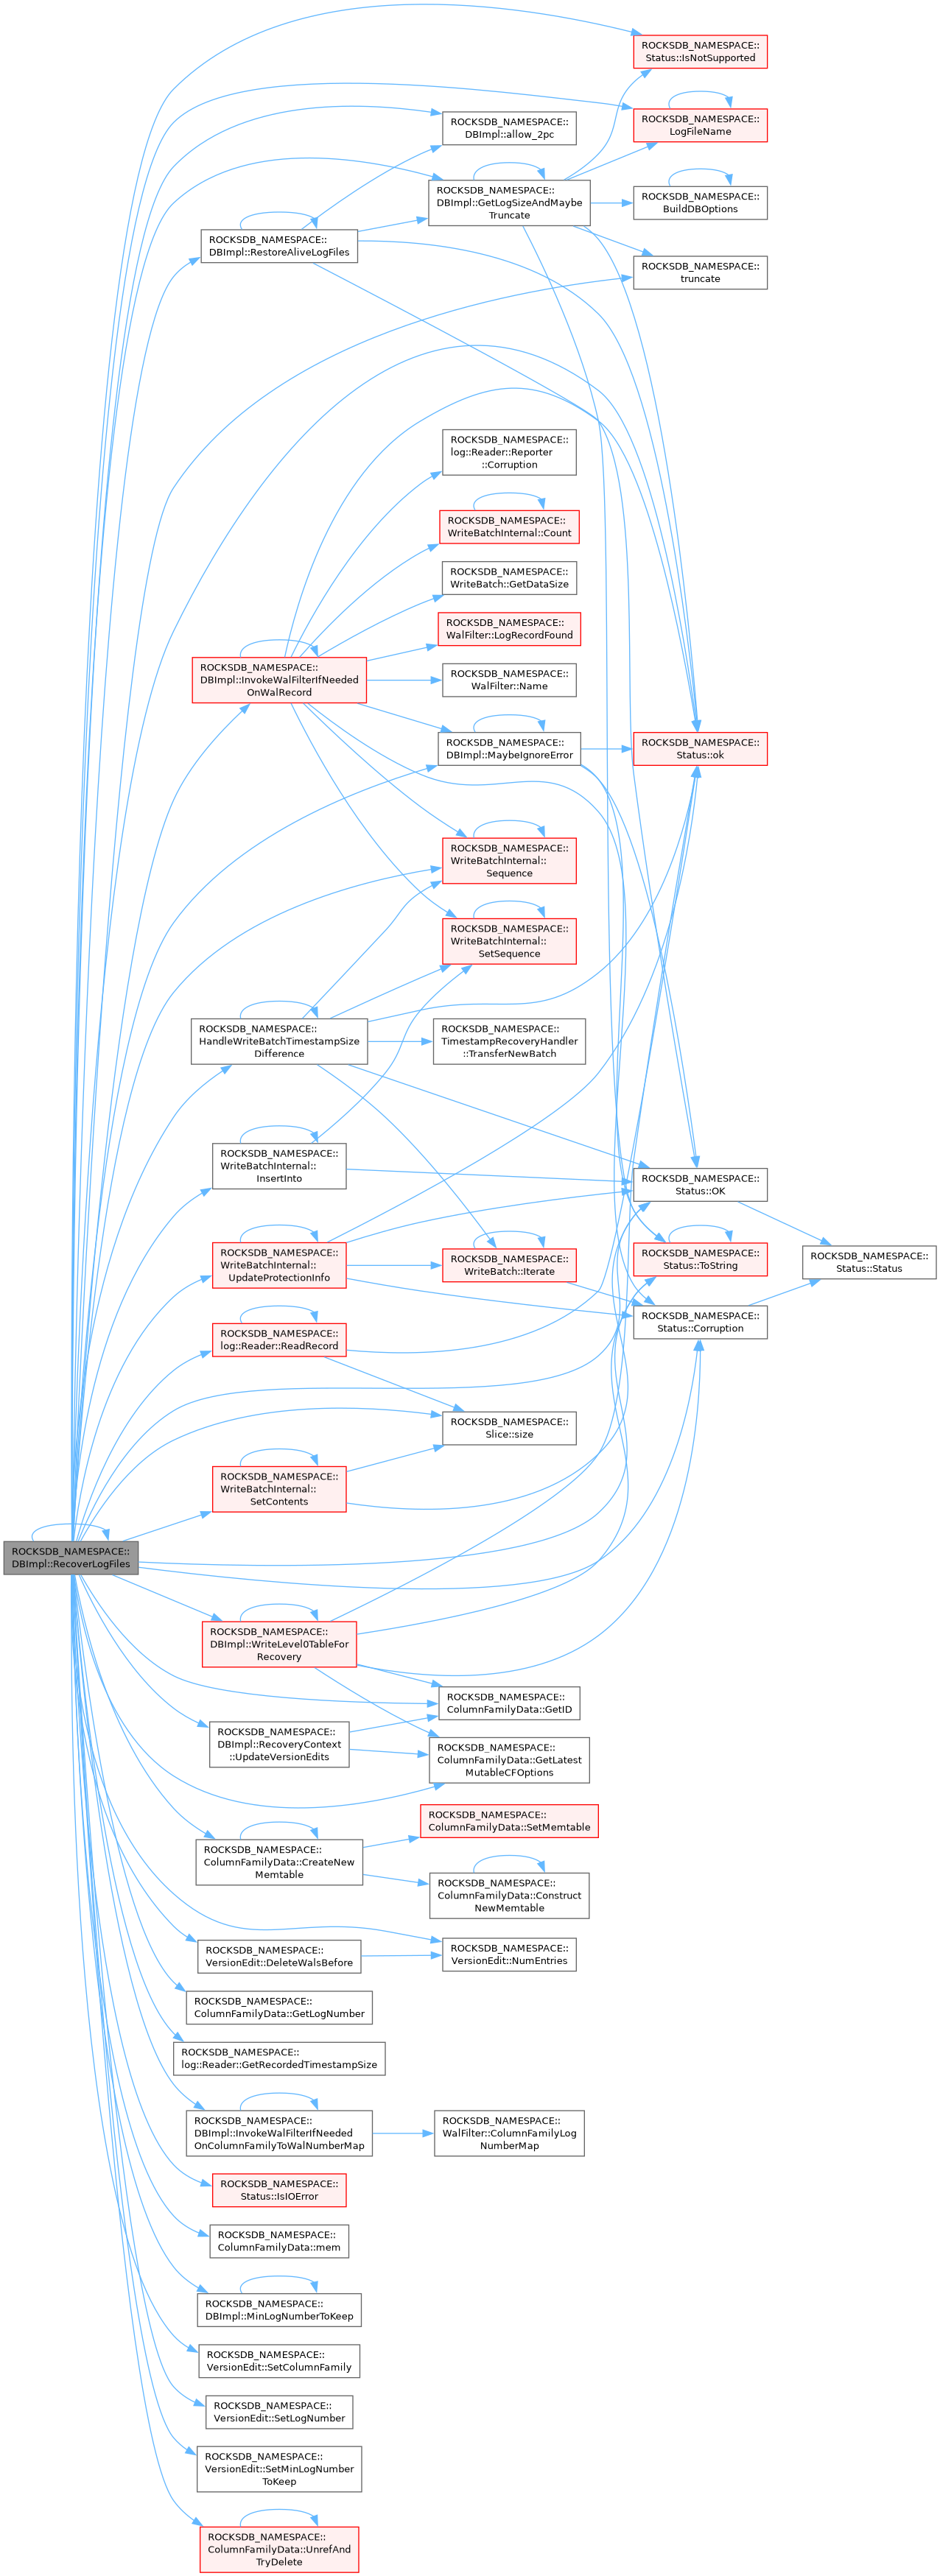 ROCKSDB_NAMESPACE::
Status::IsNotSupported
ROCKSDB_NAMESPACE::
LogFileName
ROCKSDB_NAMESPACE::
DBImpl::allow_2pc
ROCKSDB_NAMESPACE::
DBImpl::GetLogSizeAndMaybe
Truncate
ROCKSDB_NAMESPACE::
BuildDBOptions
ROCKSDB_NAMESPACE::
DBImpl::RestoreAliveLogFiles
ROCKSDB_NAMESPACE::
truncate
ROCKSDB_NAMESPACE::
log::Reader::Reporter
::Corruption
ROCKSDB_NAMESPACE::
WriteBatchInternal::Count
ROCKSDB_NAMESPACE::
WriteBatch::GetDataSize
ROCKSDB_NAMESPACE::
WalFilter::LogRecordFound
ROCKSDB_NAMESPACE::
DBImpl::InvokeWalFilterIfNeeded
OnWalRecord
ROCKSDB_NAMESPACE::
WalFilter::Name
ROCKSDB_NAMESPACE::
DBImpl::MaybeIgnoreError
ROCKSDB_NAMESPACE::
Status::ok
ROCKSDB_NAMESPACE::
WriteBatchInternal::
Sequence
ROCKSDB_NAMESPACE::
WriteBatchInternal::
SetSequence
ROCKSDB_NAMESPACE::
HandleWriteBatchTimestampSize
Difference
ROCKSDB_NAMESPACE::
TimestampRecoveryHandler
::TransferNewBatch
ROCKSDB_NAMESPACE::
WriteBatchInternal::
InsertInto
ROCKSDB_NAMESPACE::
Status::OK
ROCKSDB_NAMESPACE::
WriteBatchInternal::
UpdateProtectionInfo
ROCKSDB_NAMESPACE::
WriteBatch::Iterate
ROCKSDB_NAMESPACE::
Status::ToString
ROCKSDB_NAMESPACE::
Status::Status
ROCKSDB_NAMESPACE::
Status::Corruption
ROCKSDB_NAMESPACE::
log::Reader::ReadRecord
ROCKSDB_NAMESPACE::
Slice::size
ROCKSDB_NAMESPACE::
WriteBatchInternal::
SetContents
ROCKSDB_NAMESPACE::
DBImpl::RecoverLogFiles
ROCKSDB_NAMESPACE::
DBImpl::WriteLevel0TableFor
Recovery
ROCKSDB_NAMESPACE::
ColumnFamilyData::GetID
ROCKSDB_NAMESPACE::
DBImpl::RecoveryContext
::UpdateVersionEdits
ROCKSDB_NAMESPACE::
ColumnFamilyData::GetLatest
MutableCFOptions
ROCKSDB_NAMESPACE::
ColumnFamilyData::SetMemtable
ROCKSDB_NAMESPACE::
ColumnFamilyData::CreateNew
Memtable
ROCKSDB_NAMESPACE::
ColumnFamilyData::Construct
NewMemtable
ROCKSDB_NAMESPACE::
VersionEdit::DeleteWalsBefore
ROCKSDB_NAMESPACE::
VersionEdit::NumEntries
ROCKSDB_NAMESPACE::
ColumnFamilyData::GetLogNumber
ROCKSDB_NAMESPACE::
log::Reader::GetRecordedTimestampSize
ROCKSDB_NAMESPACE::
DBImpl::InvokeWalFilterIfNeeded
OnColumnFamilyToWalNumberMap
ROCKSDB_NAMESPACE::
WalFilter::ColumnFamilyLog
NumberMap
ROCKSDB_NAMESPACE::
Status::IsIOError
ROCKSDB_NAMESPACE::
ColumnFamilyData::mem
ROCKSDB_NAMESPACE::
DBImpl::MinLogNumberToKeep
ROCKSDB_NAMESPACE::
VersionEdit::SetColumnFamily
ROCKSDB_NAMESPACE::
VersionEdit::SetLogNumber
ROCKSDB_NAMESPACE::
VersionEdit::SetMinLogNumber
ToKeep
ROCKSDB_NAMESPACE::
ColumnFamilyData::UnrefAnd
TryDelete